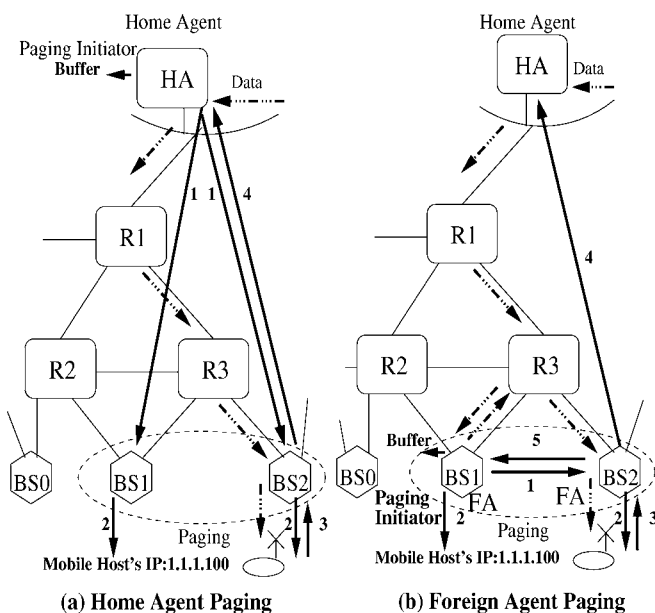 Home Agent
Paging Initiator
Buffer
HA
Data
1 1 4
R1
R2
R3
BS0
BS1
BS2
2
Paging
2
3
Mobile Host's IP:1.1.1.100
(a) Home Agent Paging
Home Agent
HA
Data
R1
4
R2
R3
Buffer
5
BS0
BS1
1
BS2
Paging
Initiator
2
FA
FA
Paging
2
3
Mobile Host's IP:1.1.1.100
(b) Foreign Agent Paging